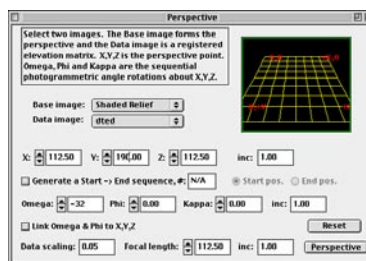 Perspective
Select two images. The Base image forms the
perspective and the Data image is a registered
elevation matrix. X,Y,Z is the perspective point.
Omega, Phi and Kappa are the sequential
photogrammetric angle rotations about X,Y,Z.
Base image: Shaded Relief
Data image: dted
X: 112.50 Y: 190.00 Z: 112.50 inc: 1.00
Generate a Start -> End sequence, #: N/A Start pos. End pos.
Omega: -32 Phi: 0.00 Kappa: 0.00 inc: 1.00
Link Omega & Phi to X,Y,Z Reset
Data scaling: 0.05 Focal length: 112.50 inc: 1.00 Perspective